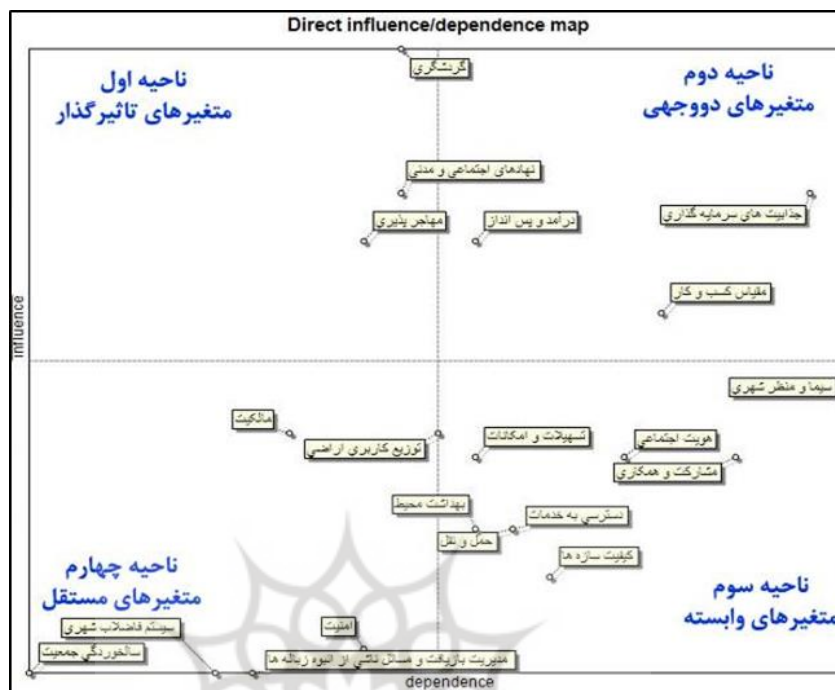 Direct influence/dependence map
گردشگری
ناحیه اول
متغیرهای تاثیرگذار
ناحیه دوم
متغیرهای دووجهی
نهادهای اجتماعی و مدنی
جذابیت های سرمایه گذاری
مهاجر پذیری
درآمد و پس انداز
مقیاس کسب و کار
influence
سیما و منظر شهری
مالکیت
توزیع کاربری اراضی
تسهیلات و امکانات
هویت اجتماعی
مشارکت و همکاری
بهداشت محیط
دسترسی به خدمات
حمل و نقل
کیفیت سازه ها
ناحیه چهارم
متغیرهای مستقل
ناحیه سوم
متغیرهای وابسته
سیستم فاضلاب شهری
امنیت
سالخوردگی جمعیت
مدیریت بازیافت و مسائل ناشی از انبوه زباله ها
dependence